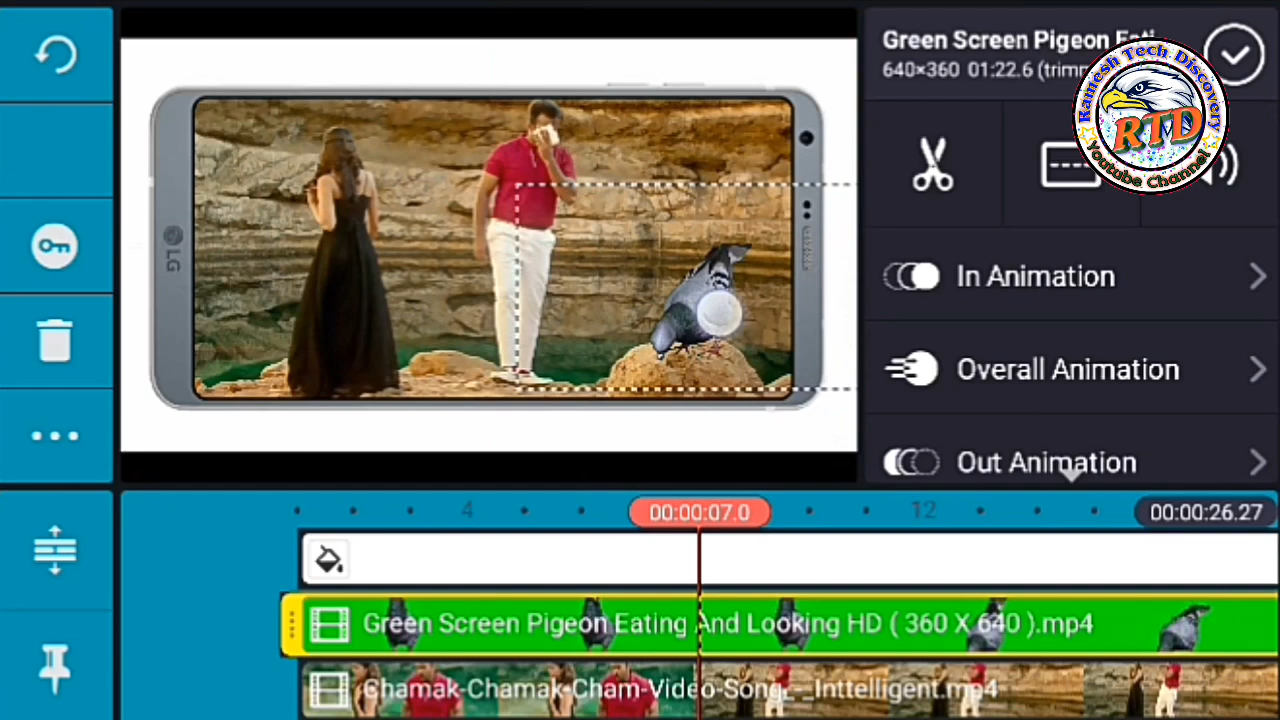 Green Screen Pigeon Eati
640×360 01:22.6 (trimm
Ramesh Tech Discovery
RTD
Youtube Channel
LG
In Animation
Overall Animation
Out Animation
4
00:00:07.0
12
00:00:26.27
Green Screen Pigeon Eating And Looking HD ( 360 X 640 ).mp4
Chamak-Chamak-Cham-Video-Song_-_Inttelligent.mp4